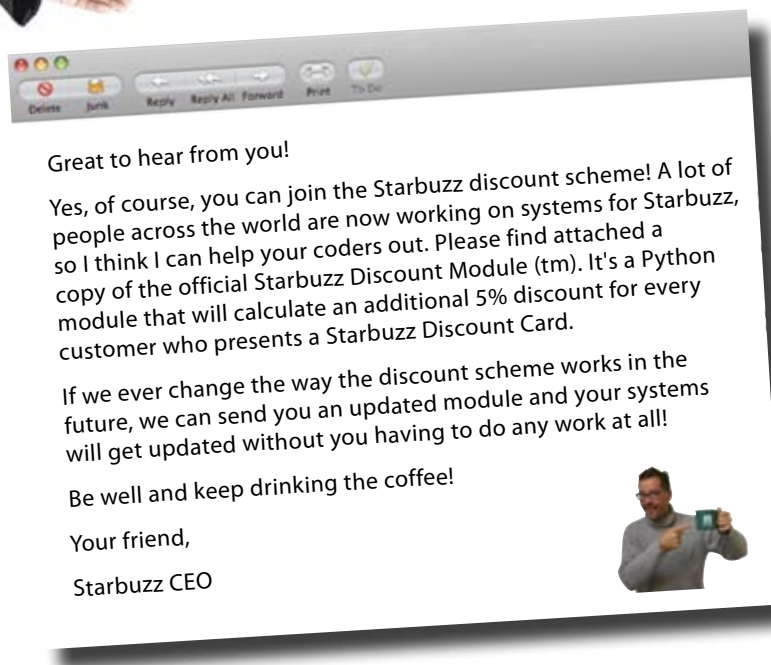 Delete Junk Reply Reply All Forward Print To Do
Great to hear from you!
Yes, of course, you can join the Starbuzz discount scheme! A lot of
people across the world are now working on systems for Starbuzz,
so I think I can help your coders out. Please find attached a
copy of the official Starbuzz Discount Module (tm). It's a Python
module that will calculate an additional 5% discount for every
customer who presents a Starbuzz Discount Card.
If we ever change the way the discount scheme works in the
future, we can send you an updated module and your systems
will get updated without you having to do any work at all!
Be well and keep drinking the coffee!
Your friend,
Starbuzz CEO